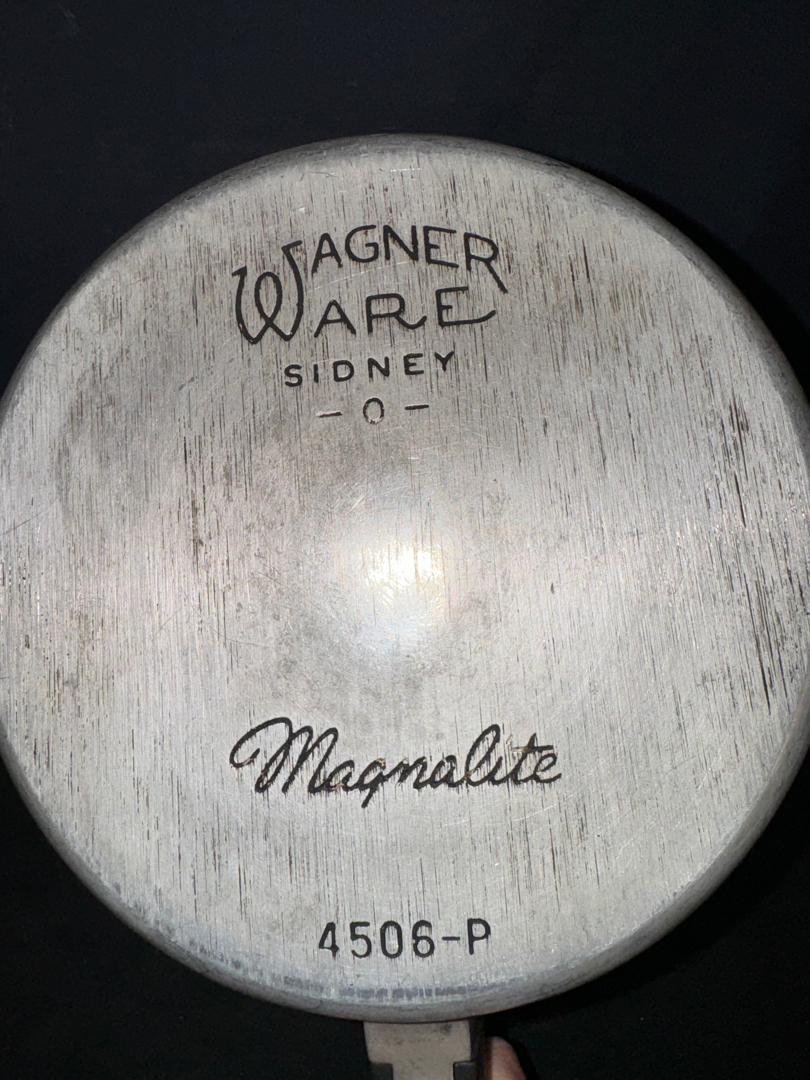 WAGNER
WARE
SIDNEY
-O-
Magnalite
4506-P